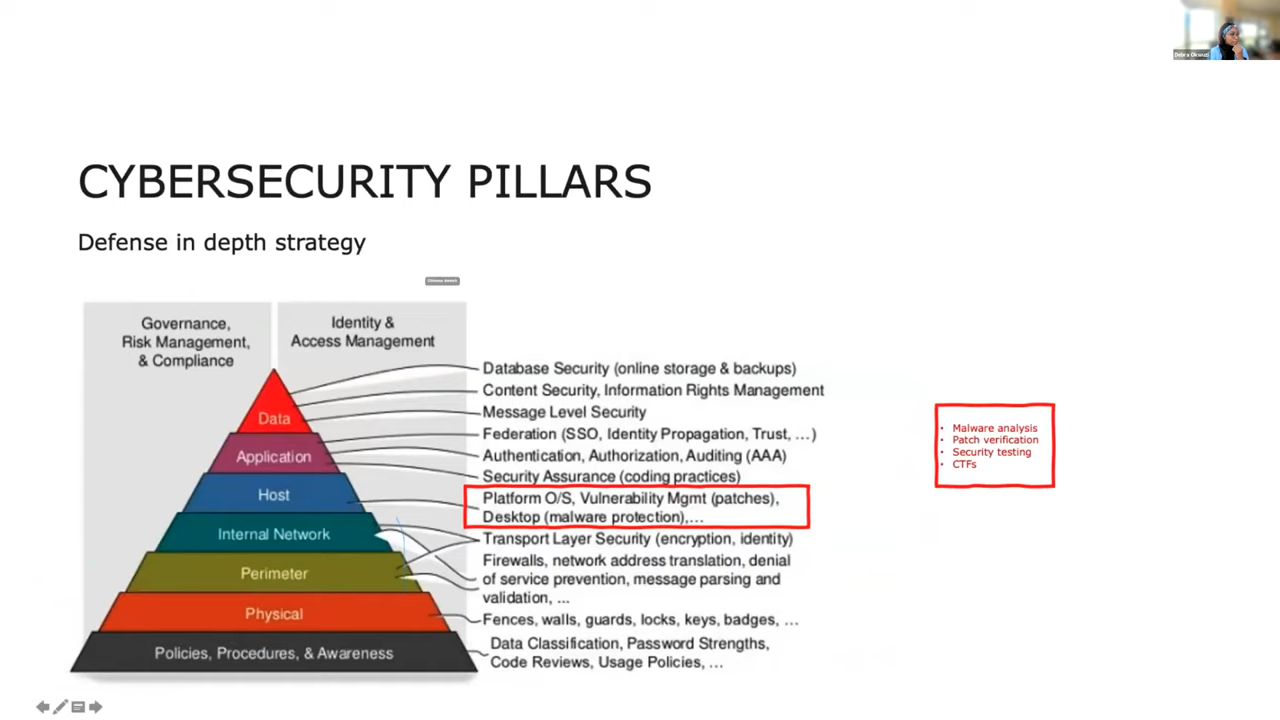 Debra Okwuzi
CYBERSECURITY PILLARS
Defense in depth strategy
Governance,
Risk Management,
& Compliance
Identity &
Access Management
Data
Application
Host
Internal Network
Perimeter
Physical
Policies, Procedures, & Awareness
Database Security (online storage & backups)
Content Security, Information Rights Management
Message Level Security
Federation (SSO, Identity Propagation, Trust, …)
Authentication, Authorization, Auditing (AAA)
Security Assurance (coding practices)
Platform O/S, Vulnerability Mgmt (patches),
Desktop (malware protection),…
Transport Layer Security (encryption, identity)
Firewalls, network address translation, denial
of service prevention, message parsing and
validation, ...
Fences, walls, guards, locks, keys, badges, …
Data Classification, Password Strengths,
Code Reviews, Usage Policies, …
• Malware analysis
• Patch verification
• Security testing
• CTFs